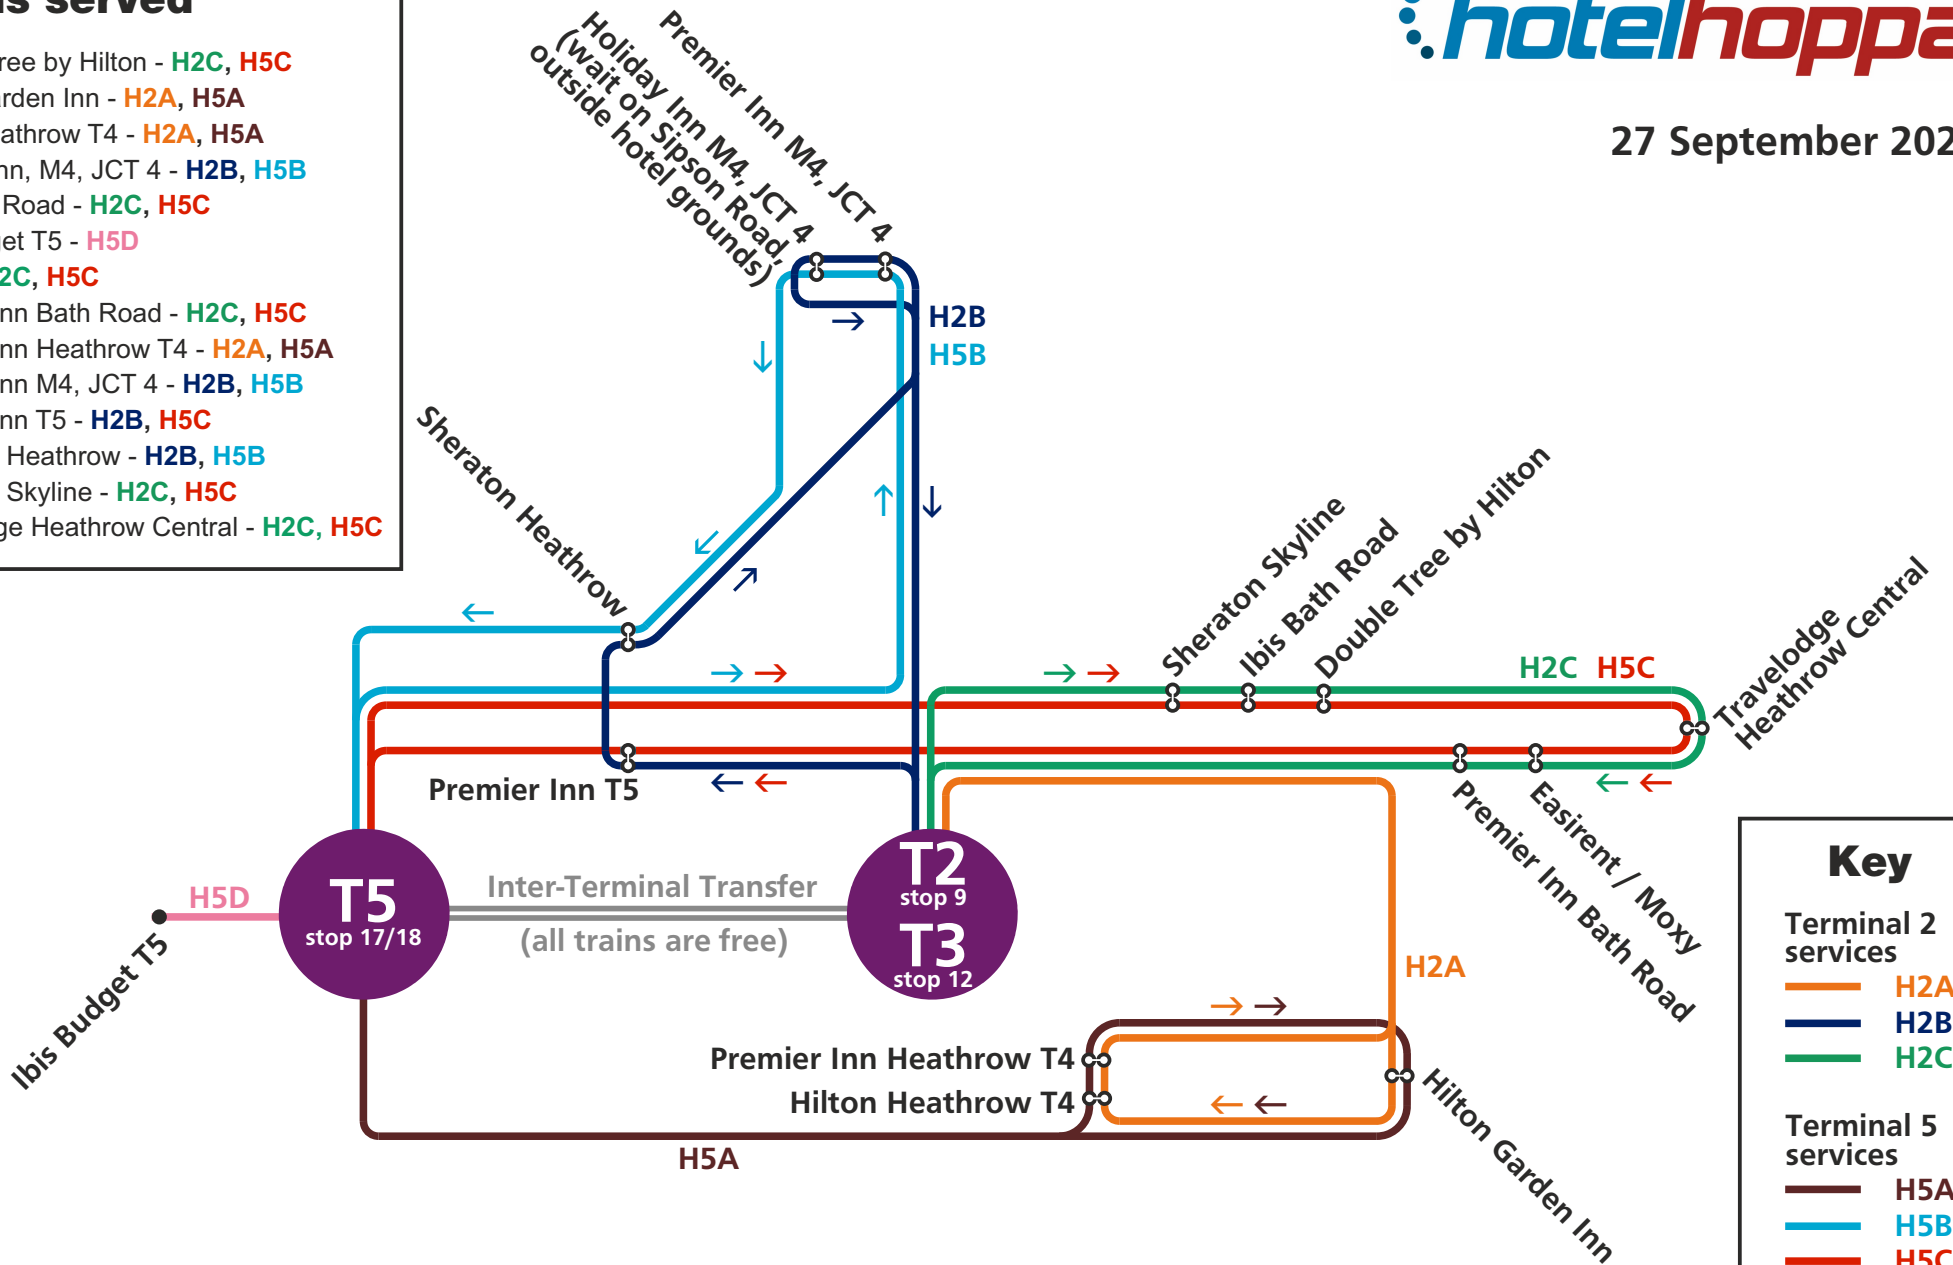 served
ree by Hilton - H2C, H5C
rden Inn - H2A, H5A
athrow T4 - H2A, H5A
nn, M4, JCT 4 - H2B, H5B
Road - H2C, H5C
et T5 - H5D
2C, H5C
nn Bath Road - H2C, H5C
nn Heathrow T4 - H2A, H5A
nn M4, JCT 4 - H2B, H5B
nn T5 - H2B, H5C
Heathrow - H2B, H5B
Skyline - H2C, H5C
ge Heathrow Central - H2C, H5C
hotelhoppa
27 September 202
Holiday Inn M4, JCT 4
(wait on Sipson Road,
outside hotel grounds)
Premier Inn M4, JCT 4
H2B
H5B
Sheraton Heathrow
Sheraton Skyline
Ibis Bath Road
Double Tree by Hilton
H2C H5C
Travelodge
Heathrow Central
Premier Inn T5
Premier Inn Bath Road
Easirent / Moxy
T5
stop 17/18
H5D
Ibis Budget T5
Inter-Terminal Transfer
(all trains are free)
T2
stop 9
T3
stop 12
H2A
Premier Inn Heathrow T4
Hilton Heathrow T4
Hilton Garden Inn
H5A
Key
Terminal 2
services
H2A
H2B
H2C
Terminal 5
services
H5A
H5B
H5C